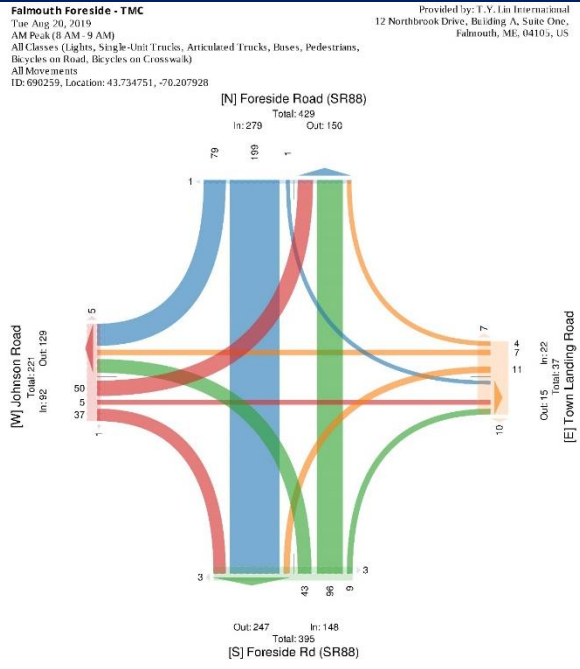 Falmouth Foreside - TMC
Tue Aug 20, 2019
AM Peak (8 AM - 9 AM)
All Classes (Lights, Single-Unit Trucks, Articulated Trucks, Buses, Pedestrians,
Bicycles on Road, Bicycles on Crosswalk)
All Movements
ID: 690259, Location: 43.734751, -70.207928
Provided by: T.Y. Lin International
12 Northbrook Drive, Building A, Suite One,
Falmouth, ME, 04105, US
[N] Foreside Road (SR88)
Total: 429
In: 279 Out: 150
79 199 1
1
[W] Johnson Road
Total: 221
In: 92 Out: 129
5
50
5
37
1
7
4
7
11
10
Out: 15 In: 22
Total: 37
[E] Town Landing Road
3
43 96 9
3
Out: 247 In: 148
Total: 395
[S] Foreside Rd (SR88)